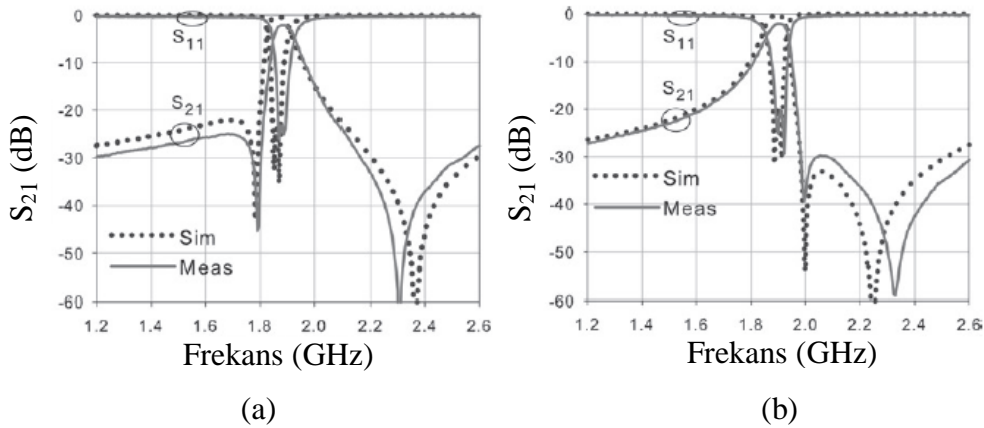 0
-10
-20
-30
-40
-50
-60
S21 (dB)
S11
S21
Sim
Meas
1.2 1.4 1.6 1.8 2.0 2.2 2.4 2.6
Frekans (GHz)
(a)
0
-10
-20
-30
-40
-50
-60
S21 (dB)
S11
S21
Sim
Meas
1.2 1.4 1.6 1.8 2.0 2.2 2.4 2.6
Frekans (GHz)
(b)